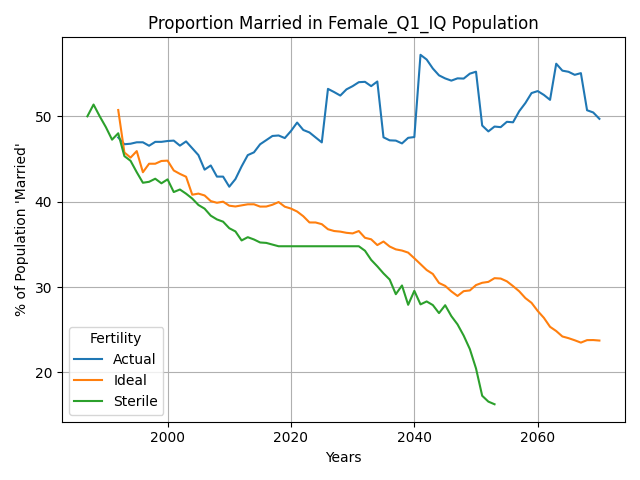 Proportion Married in Female_Q1_IQ Population
% of Population 'Married'
50
40
30
20
Fertility
Actual
Ideal
Sterile
2000
2020
2040
2060
Years